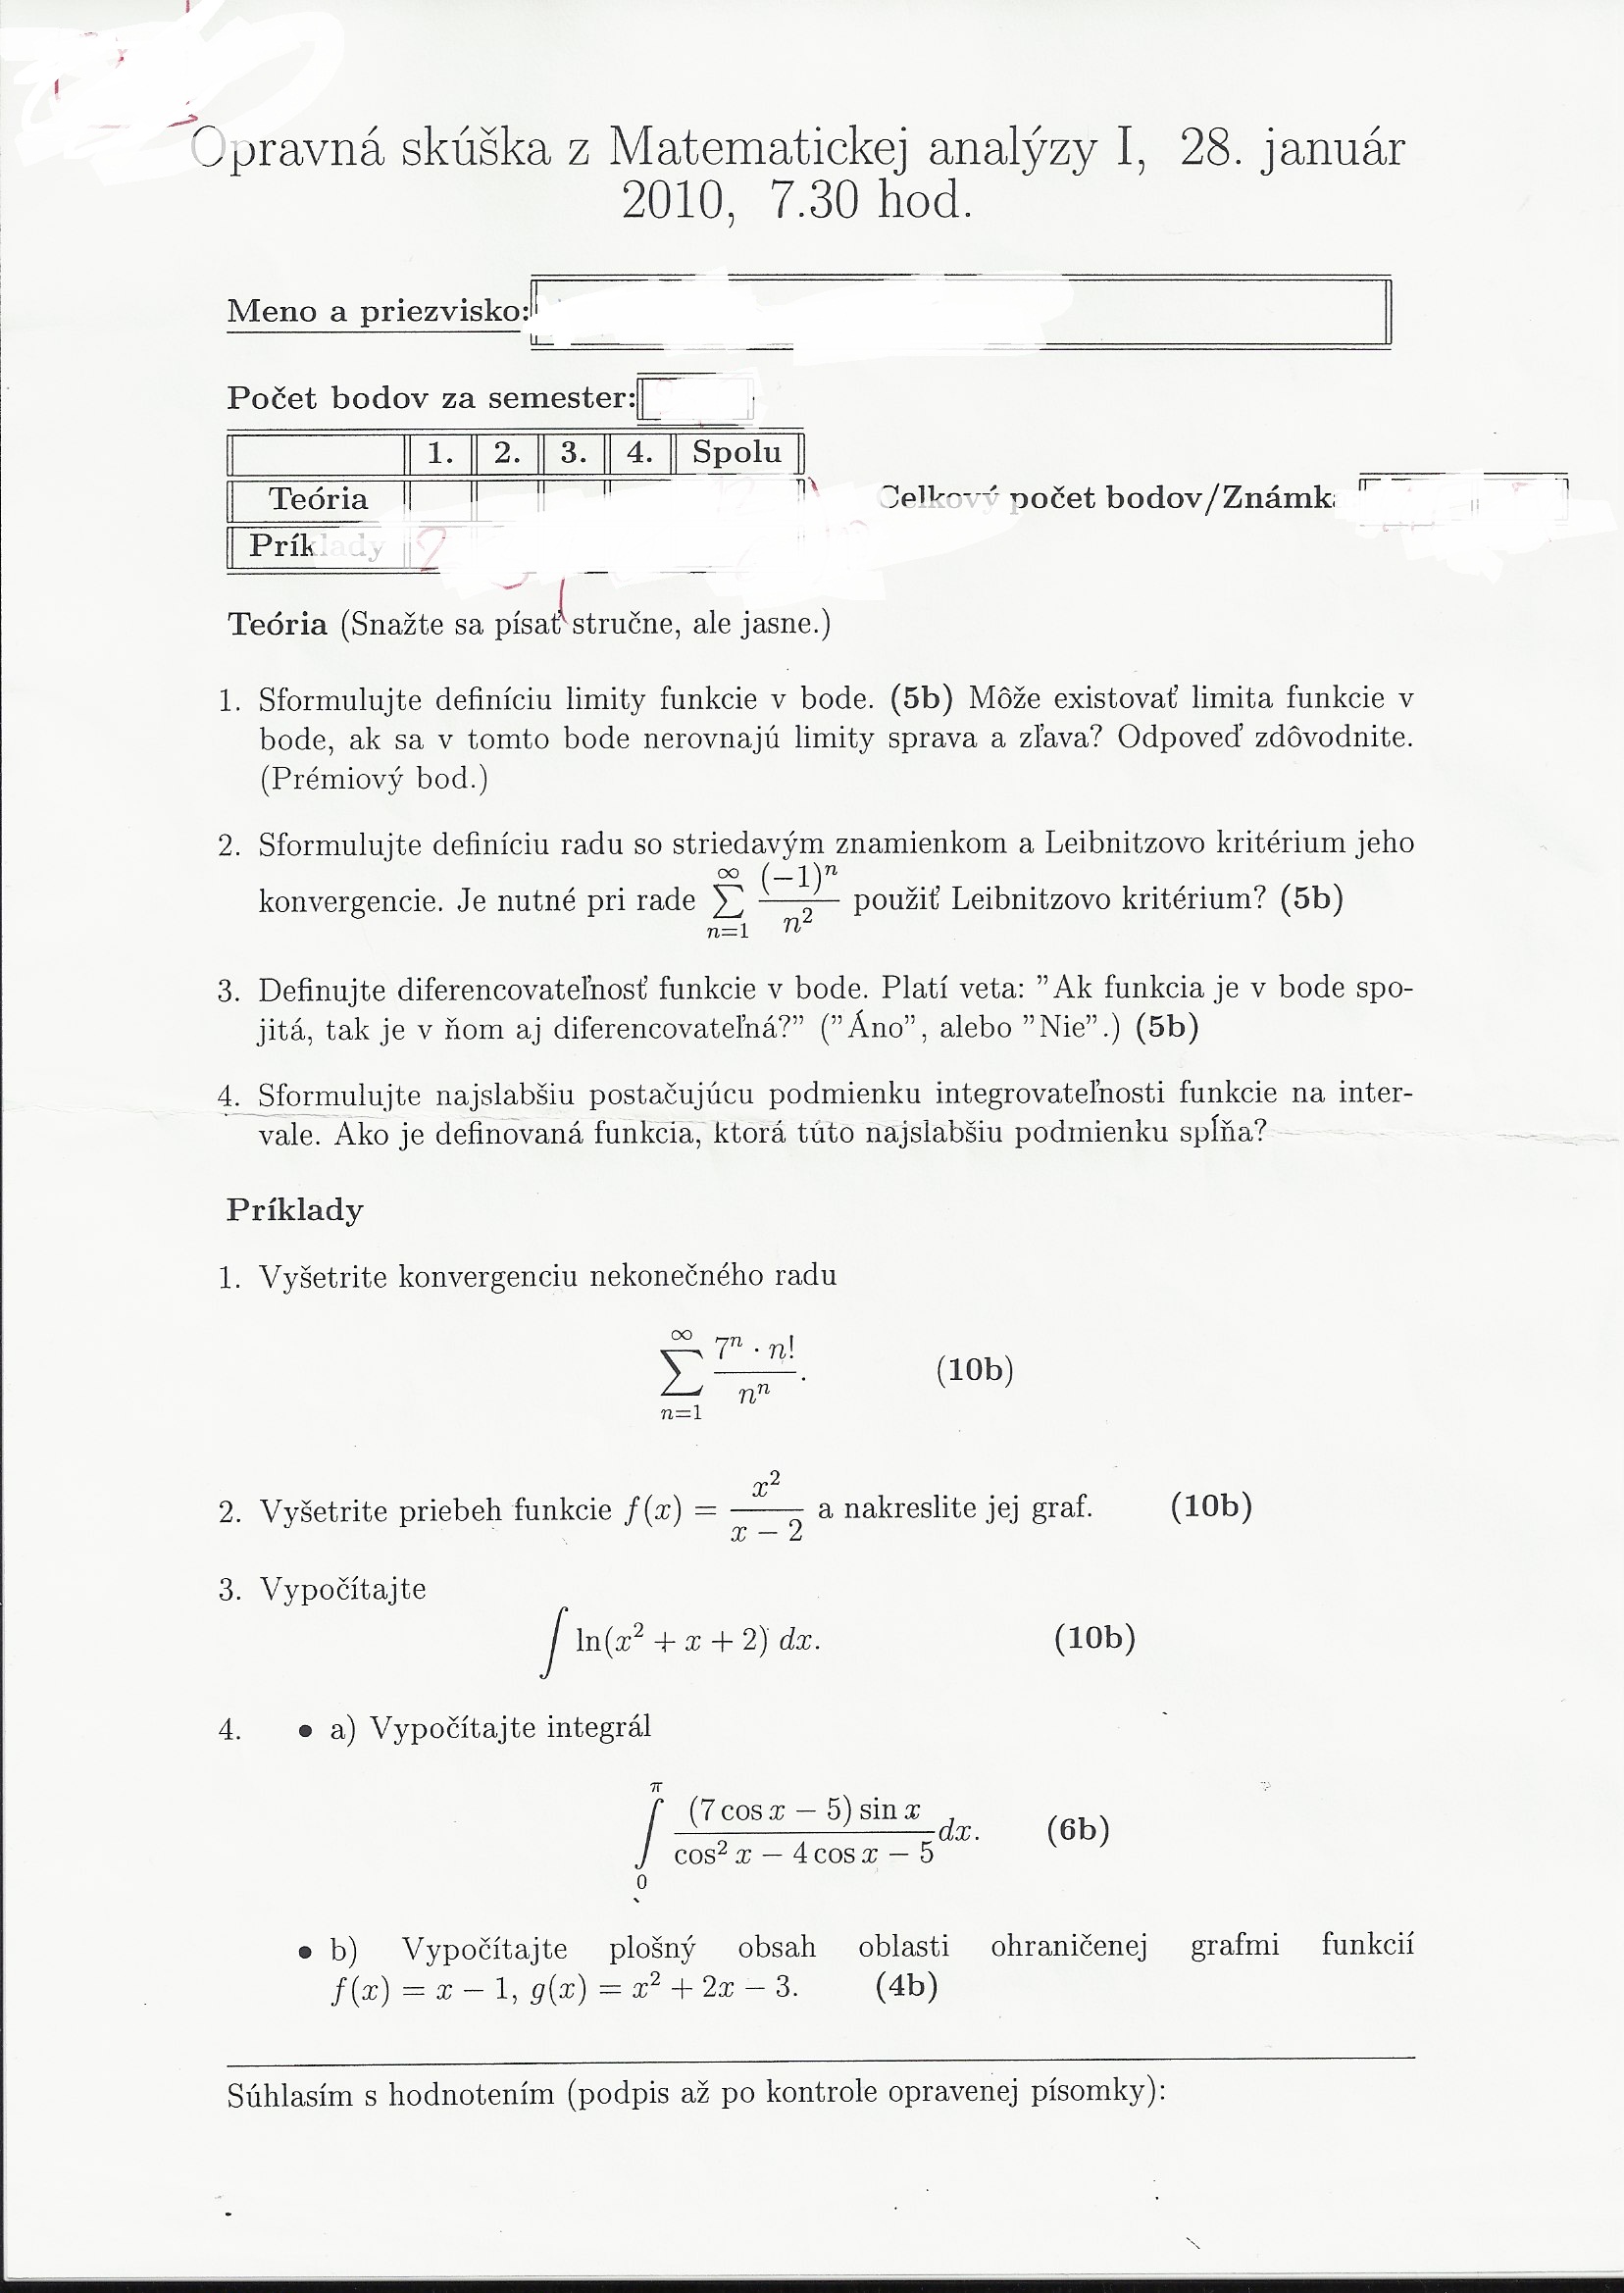 Opravná skúška z Matematickej analýzy I, 28. január
2010, 7.30 hod.
Meno a priezvisko:
Počet bodov za semester:
1. 2. 3. 4. Spolu
Teória
Celkový počet bodov/Známka
Príklady
Teória (Snažte sa písať stručne, ale jasne.)
1. Sformulujte definíciu limity funkcie v bode. (5b) Môže existovať limita funkcie v
bode, ak sa v tomto bode nerovnajú limity sprava a zľava? Odpoveď zdôvodnite.
(Prémiový bod.)
2. Sformulujte definíciu radu so striedavým znamienkom a Leibnitzovo kritérium jeho
konvergencie. Je nutné pri rade $\sum_{n=1}^{\infty} \frac{(-1)^n}{n^2}$ použiť Leibnitzovo kritérium? (5b)
3. Definujte diferencovateľnosť funkcie v bode. Platí veta: ”Ak funkcia je v bode spo-
jitá, tak je v ňom aj diferencovateľná?” (”Áno”, alebo ”Nie”.) (5b)
4. Sformulujte najslabšiu postačujúcu podmienku integrovateľnosti funkcie na inter-
vale. Ako je definovaná funkcia, ktorá túto najslabšiu podmienku spĺňa?
Príklady
1. Vyšetrite konvergenciu nekonečného radu
$\sum_{n=1}^{\infty} \frac{7^n \cdot n!}{n^n}.$ (10b)
2. Vyšetrite priebeh funkcie $f(x) = \frac{x^2}{x-2}$ a nakreslite jej graf. (10b)
3. Vypočítajte
$\int \ln(x^2 + x + 2) \, dx.$ (10b)
4. • a) Vypočítajte integrál
$\int_0^{\pi} \frac{(7\cos x - 5)\sin x}{\cos^2 x - 4\cos x - 5} dx.$ (6b)
• b) Vypočítajte plošný obsah oblasti ohraničenej grafmi funkcií
$f(x) = x - 1, g(x) = x^2 + 2x - 3.$ (4b)
Súhlasím s hodnotením (podpis až po kontrole opravenej písomky):